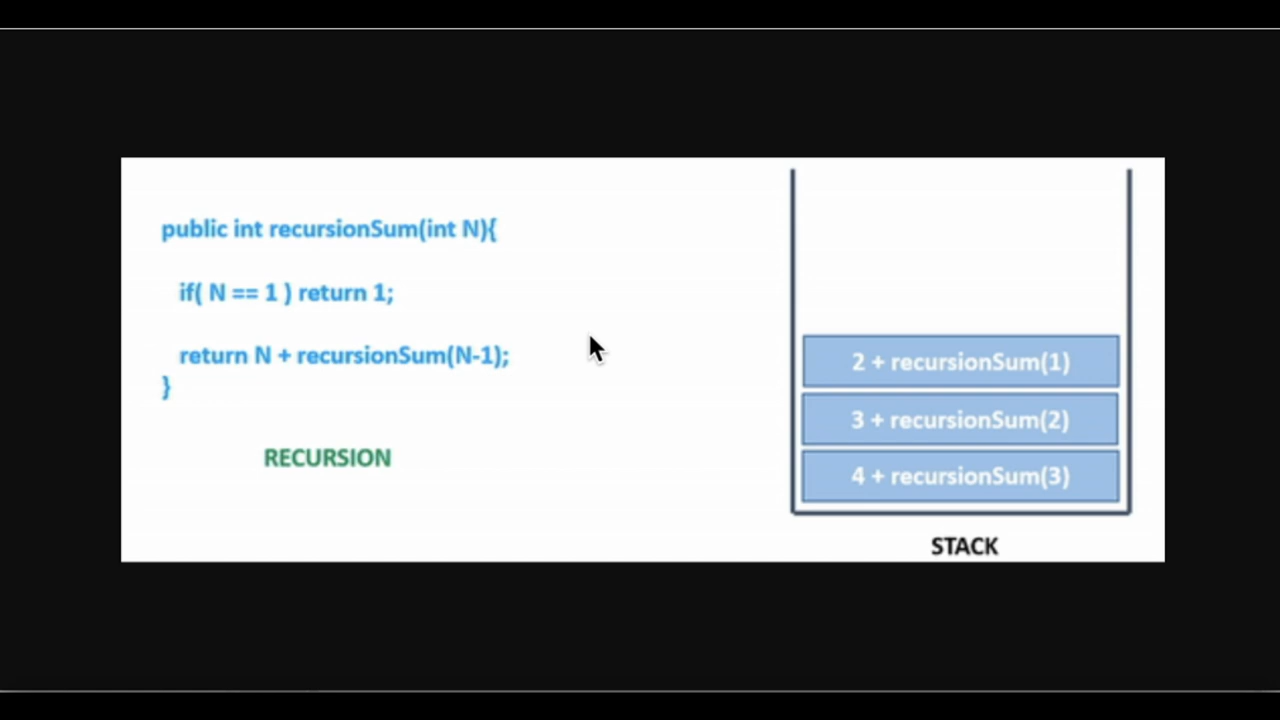 public int recursionSum(int N){
if( N == 1 ) return 1;
return N + recursionSum(N-1);
}
RECURSION
2 + recursionSum(1)
3 + recursionSum(2)
4 + recursionSum(3)
STACK